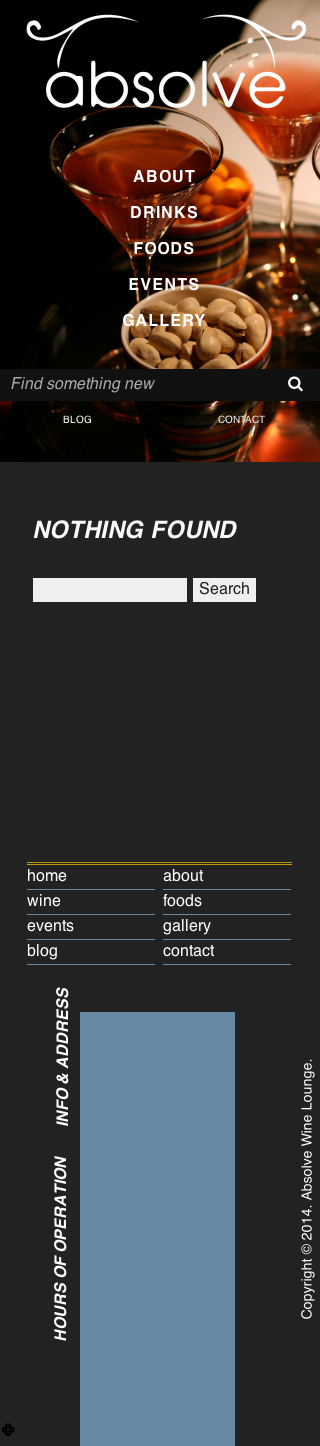 absolve
ABOUT
DRINKS
FOODS
EVENTS
GALLERY
Find something new
BLOG CONTACT
NOTHING FOUND
Search
home about
wine foods
events gallery
blog contact
INFO & ADDRESS
HOURS OF OPERATION
Copyright © 2014. Absolve Wine Lounge.